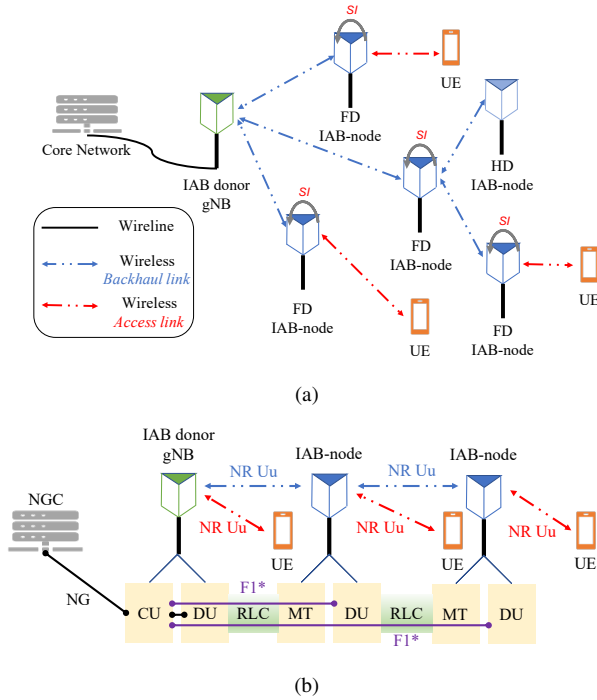 SI
UE
FD
IAB-node
Core Network
IAB donor
gNB
SI
HD
IAB-node
SI
FD
IAB-node
SI
UE
FD
IAB-node
UE
FD
IAB-node
Wireline
Wireless
Backhaul link
Wireless
Access link
(a)
IAB donor
gNB
IAB-node
IAB-node
NGC
NR Uu
NR Uu
NR Uu
NR Uu
NR Uu
UE
UE
UE
NG
F1*
CU
DU
RLC
MT
DU
RLC
MT
DU
F1*
(b)